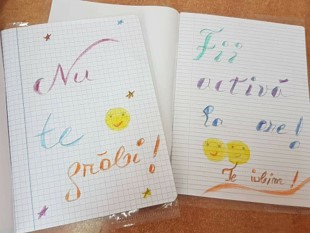 Nu
te
grăbi!
Fii
activă
la ore!
Te iubim!